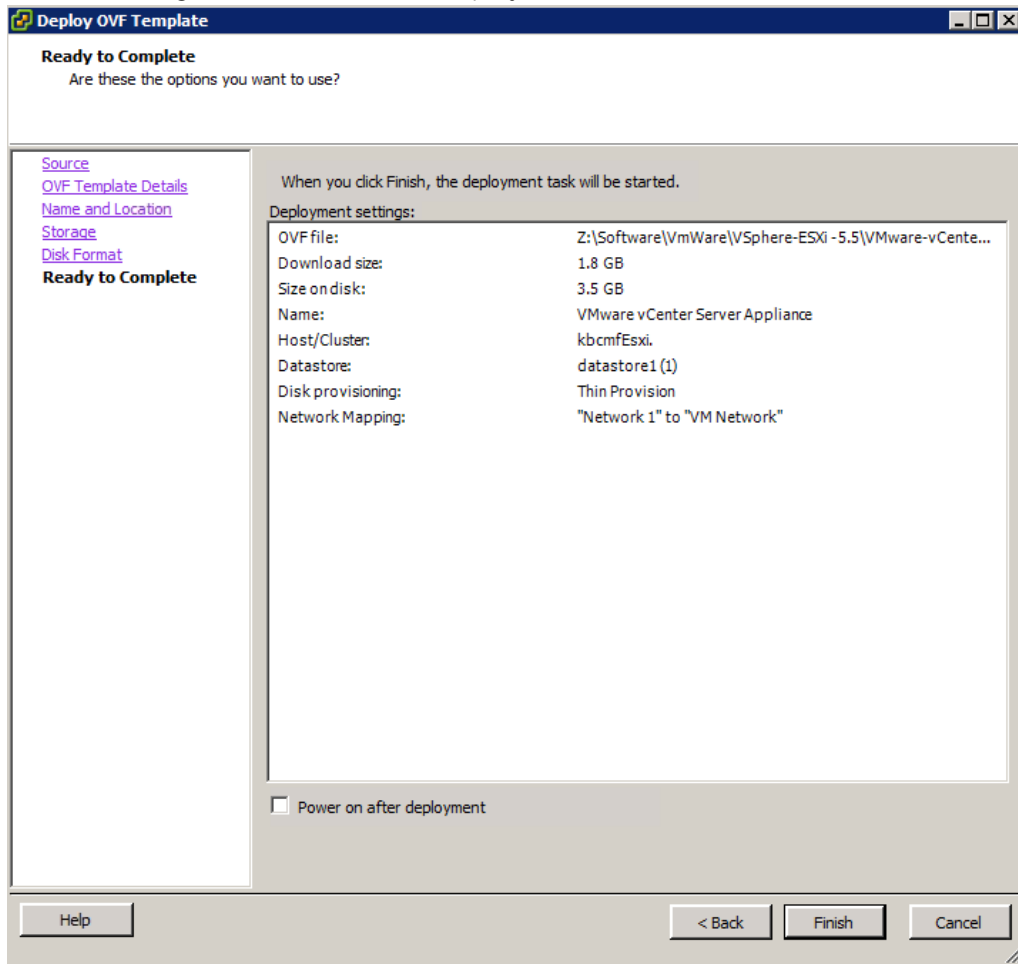 Deploy OVF Template
Ready to Complete
Are these the options you want to use?
Source
OVF Template Details
Name and Location
Storage
Disk Format
Ready to Complete
When you click Finish, the deployment task will be started.
Deployment settings:
OVF file: Z:\Software\VmWare\VSphere-ESXi-5.5\VMware-vCente...
Download size: 1.8 GB
Size on disk: 3.5 GB
Name: VMware vCenter Server Appliance
Host/Cluster: kbcmfEsxi.
Datastore: datastore1 (1)
Disk provisioning: Thin Provision
Network Mapping: "Network 1" to "VM Network"
Power on after deployment
Help < Back Finish Cancel